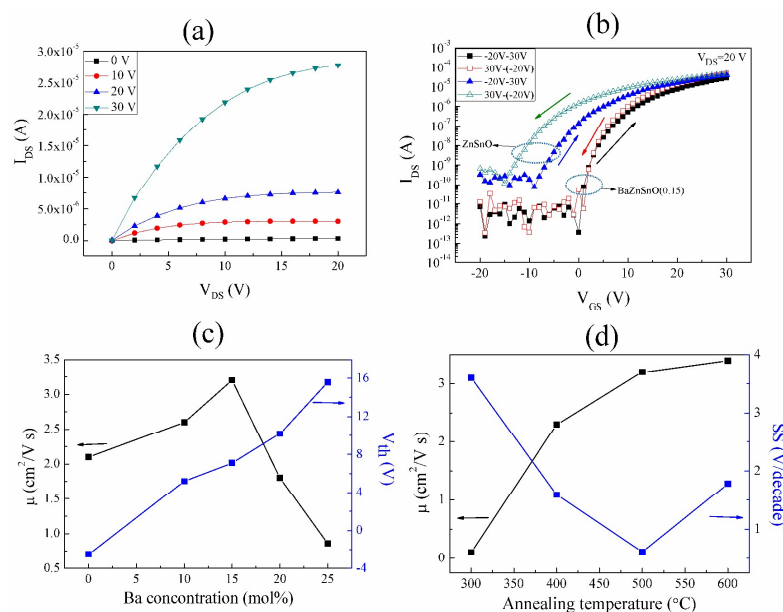 (a)
3.0x10⁻⁵
2.5x10⁻⁵
2.0x10⁻⁵
1.5x10⁻⁵
1.0x10⁻⁵
5.0x10⁻⁶
0.0
I_DS (A)
0 V
10 V
20 V
30 V
0 5 10 15 20
V_DS (V)
(b)
10⁻³
10⁻⁴
10⁻⁵
10⁻⁶
10⁻⁷
10⁻⁸
10⁻⁹
10⁻¹⁰
10⁻¹¹
10⁻¹²
10⁻¹³
10⁻¹⁴
I_DS (A)
-20V-30V
30V-(-20V)
-20V-30V
30V-(-20V)
V_DS=20 V
ZnSnO
BaZnSnO(0.15)
-20 -10 0 10 20 30
V_GS (V)
(c)
3.5
3.0
2.5
2.0
1.5
1.0
0.5
μ (cm²/V s)
16
12
8
4
0
-4
V_th (V)
0 5 10 15 20 25
Ba concentration (mol%)
(d)
3
2
1
0
μ (cm²/V s)
4
3
2
1
SS (V/decade)
300 400 500 600
Annealing temperature (°C)